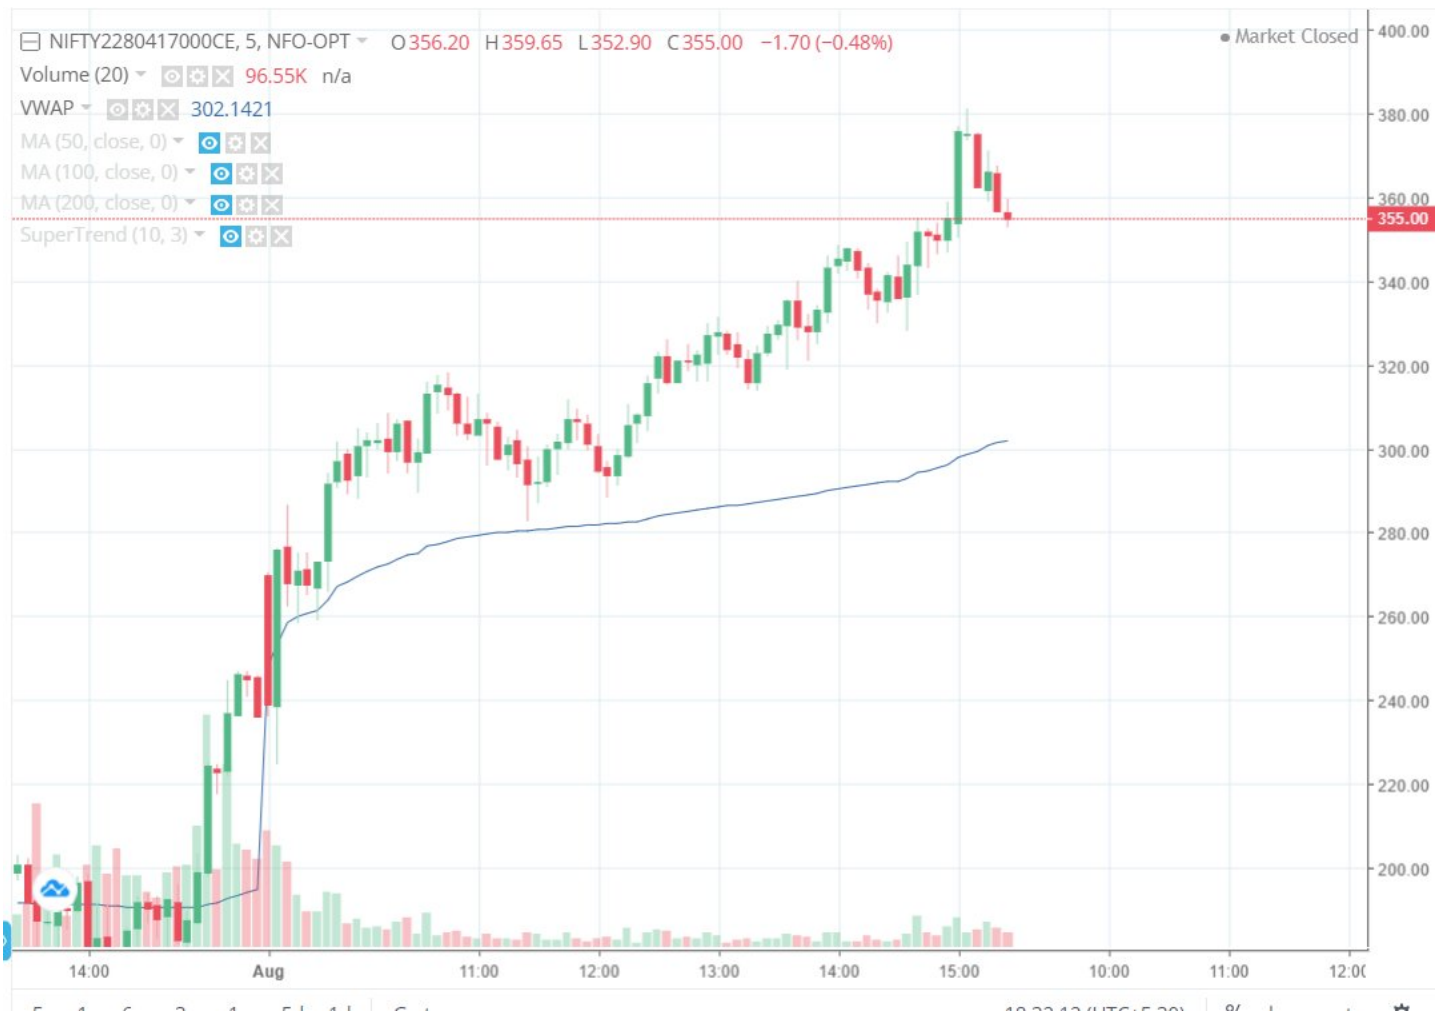 NIFTY2280417000CE, 5, NFO-OPT O356.20 H359.65 L352.90 C355.00 −1.70 (−0.48%)
Market Closed
Volume (20) 96.55K n/a
VWAP 302.1421
MA (50, close, 0)
MA (100, close, 0)
MA (200, close, 0)
SuperTrend (10, 3)
400.00
380.00
360.00
355.00
340.00
320.00
300.00
280.00
260.00
240.00
220.00
200.00
14:00 Aug 11:00 12:00 13:00 14:00 15:00 10:00 11:00